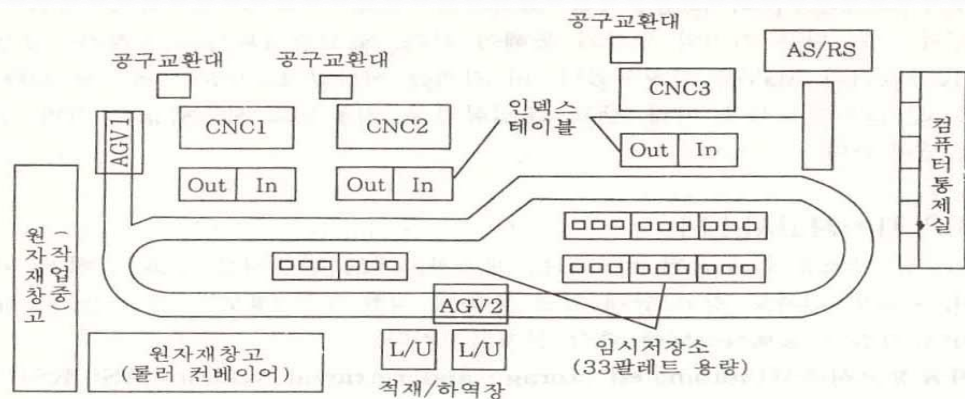 공구교환대
공구교환대
공구교환대
AS/RS
CNC3
AGV1
CNC1
CNC2
인덱스
테이블
Out
In
Out
In
Out
In
컴퓨터통제실
원자재창고
(작업중)
AGV2
원자재창고
(롤러 컨베이어)
L/U
L/U
적재/하역장
임시저장소
(33팔레트 용량)